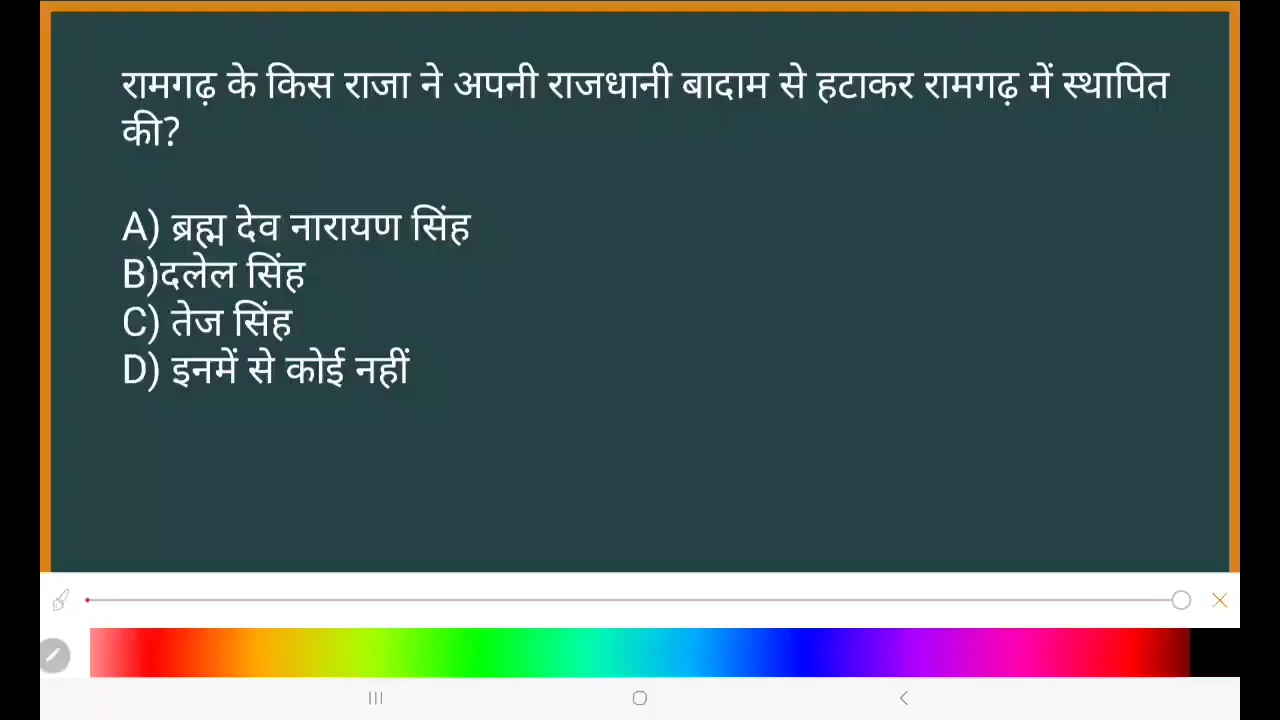 रामगढ़ के किस राजा ने अपनी राजधानी बादाम से हटाकर रामगढ़ में स्थापित
की?
A) ब्रह्म देव नारायण सिंह
B)दलेल सिंह
C) तेज सिंह
D) इनमें से कोई नहीं